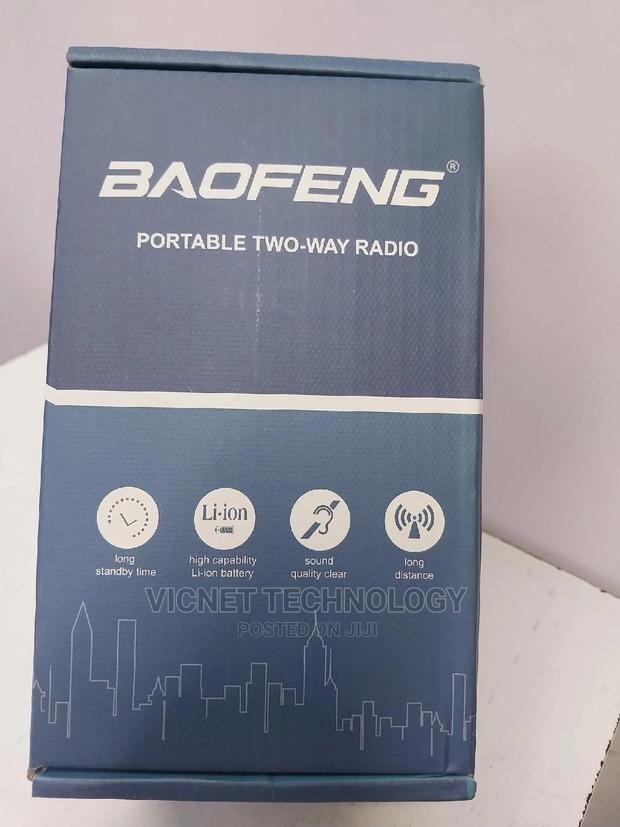 BAOFENG®
PORTABLE TWO-WAY RADIO
Li-ion
long
standby time
high capability
Li-ion battery
sound
quality clear
long
distance
VICNET TECHNOLOGY
POSTED ON JIJI